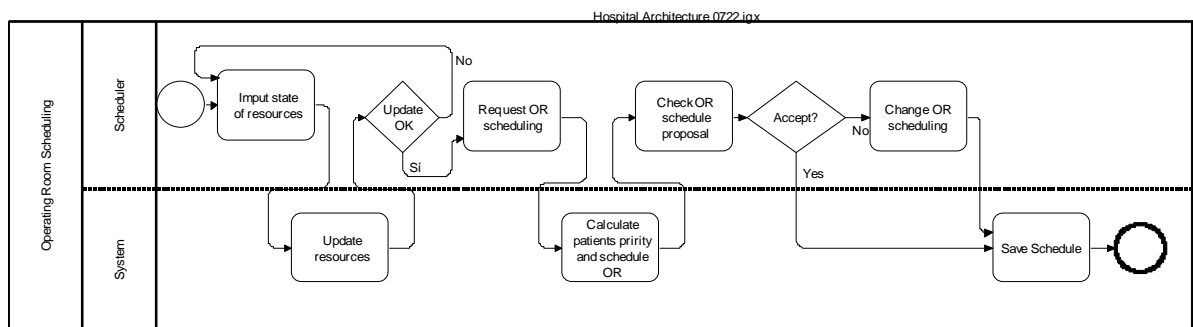 Hospital Architecture 0722.igx
Operating Room Scheduling
Scheduler
System
Imput state
of resources
Update
OK
No
Sí
Request OR
scheduling
Check OR
schedule
proposal
Accept?
No
Yes
Change OR
scheduling
Update
resources
Calculate
patients pririty
and schedule
OR
Save Schedule